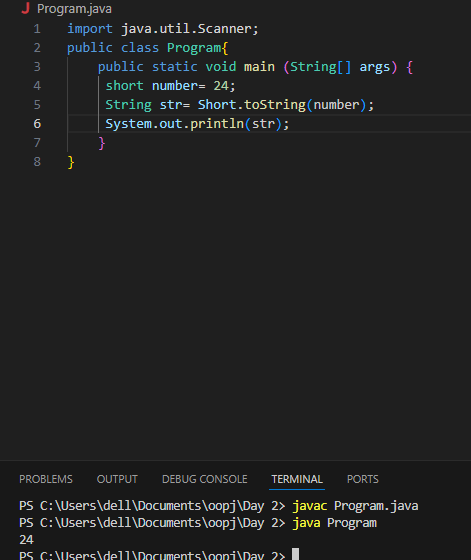 J Program.java
1 import java.util.Scanner;
2 public class Program{
3 public static void main (String[] args) {
4 short number= 24;
5 String str= Short.toString(number);
6 System.out.println(str);
7 }
8 }
PROBLEMS OUTPUT DEBUG CONSOLE TERMINAL PORTS
PS C:\Users\dell\Documents\oopj\Day 2> javac Program.java
PS C:\Users\dell\Documents\oopj\Day 2> java Program
24
PS C:\Users\dell\Documents\oopj\Day 2>